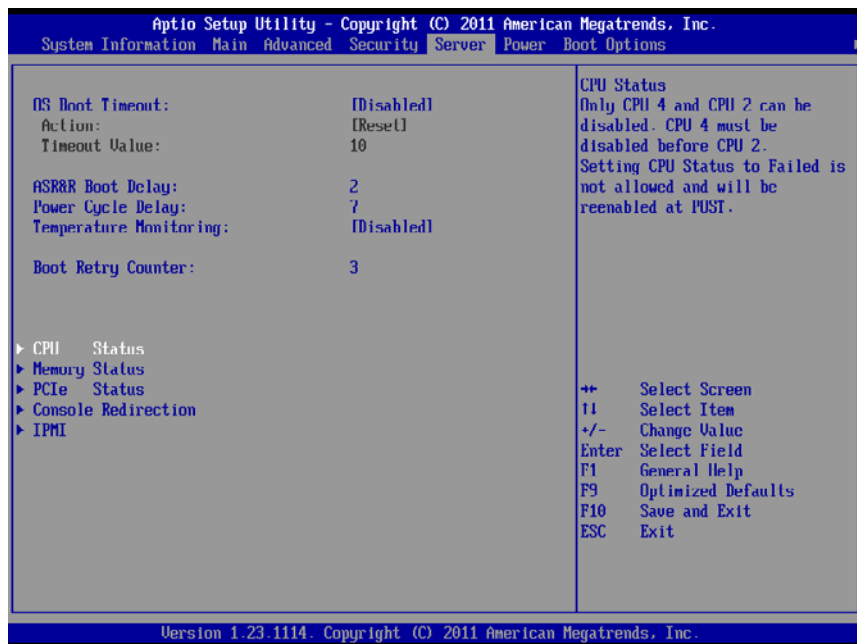 Aptio Setup Utility - Copyright (C) 2011 American Megatrends, Inc.
System Information Main Advanced Security Server Power Boot Options
OS Boot Timeout: [Disabled]
Action: [Reset]
Timeout Value: 10
ASR&R Boot Delay: 2
Power Cycle Delay: 7
Temperature Monitoring: [Disabled]
Boot Retry Counter: 3
CPU Status
Memory Status
PCIe Status
Console Redirection
IPMI
CPU Status
Only CPU 4 and CPU 2 can be
disabled. CPU 4 must be
disabled before CPU 2.
Setting CPU Status to Failed is
not allowed and will be
reenabled at POST.
Select Screen
Select Item
+/- Change Value
Enter Select Field
F1 General Help
F9 Optimized Defaults
F10 Save and Exit
ESC Exit
Version 1.23.1114. Copyright (C) 2011 American Megatrends, Inc.